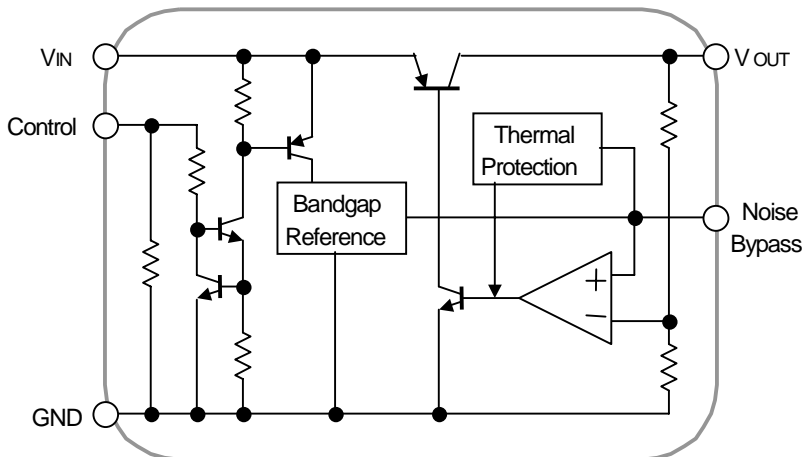 VIN
VOUT
Control
Thermal
Protection
Bandgap
Reference
Noise
Bypass
+
−
GND